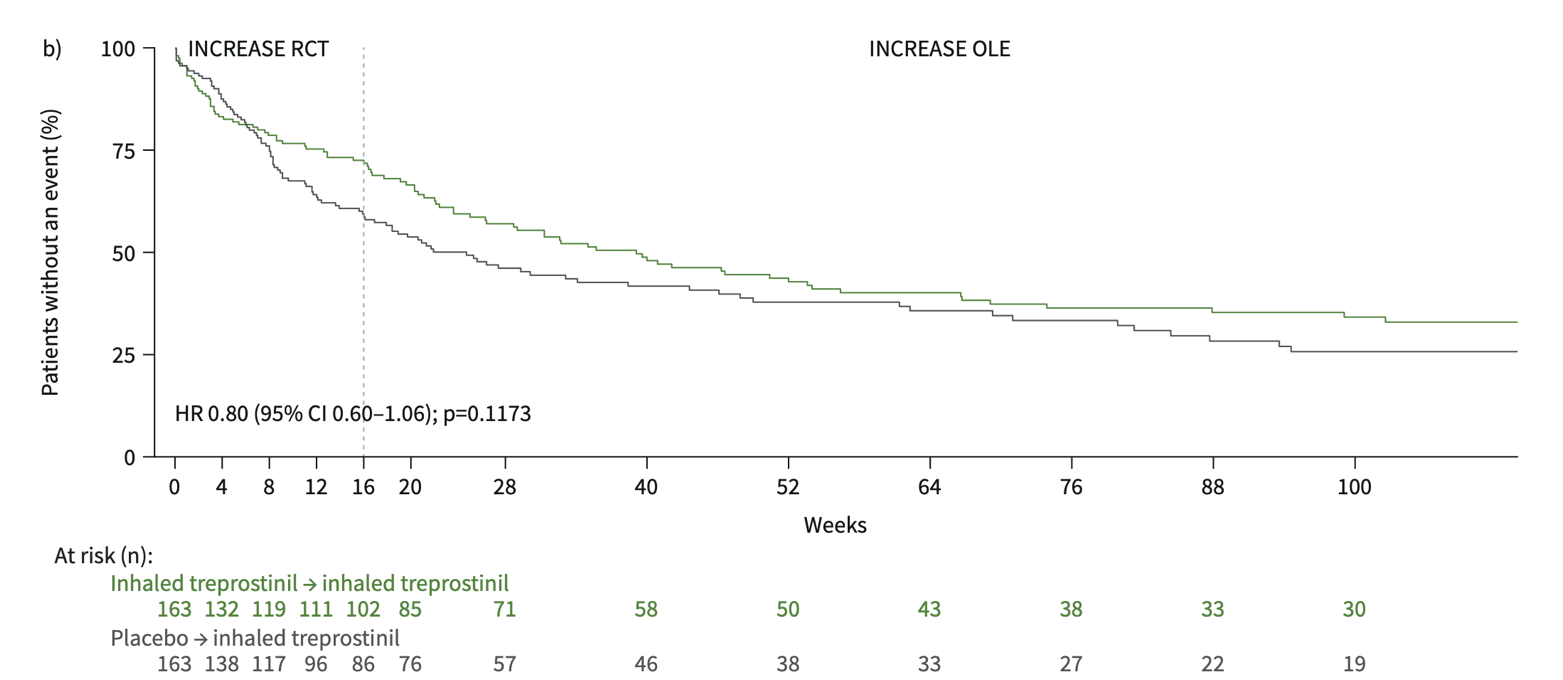 b)
INCREASE RCT
INCREASE OLE
Patients without an event (%)
100
75
50
25
0
HR 0.80 (95% CI 0.60–1.06); p=0.1173
0 4 8 12 16 20 28 40 52 64 76 88 100
Weeks
At risk (n):
Inhaled treprostinil → inhaled treprostinil
163 132 119 111 102 85 71 58 50 43 38 33 30
Placebo → inhaled treprostinil
163 138 117 96 86 76 57 46 38 33 27 22 19